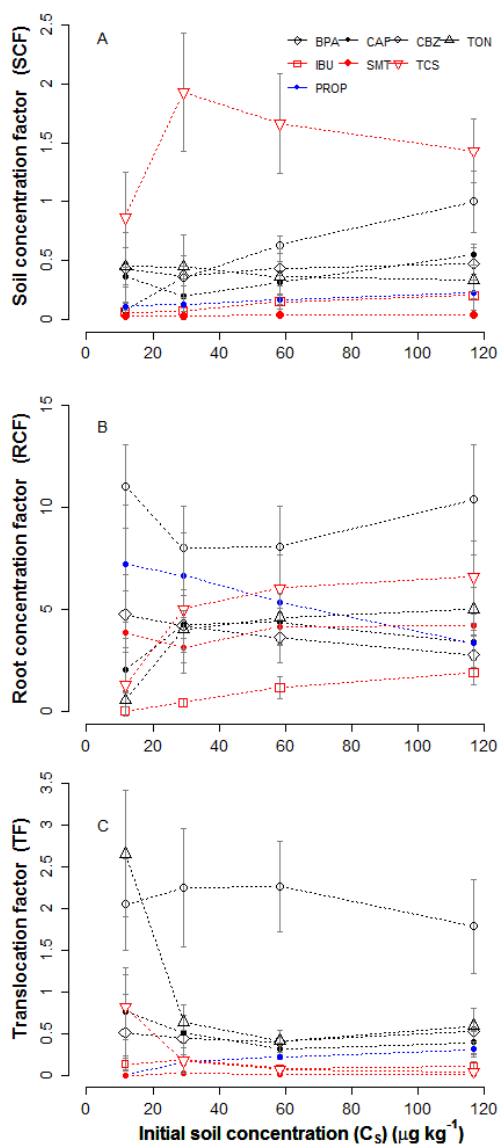 A
BPA CAF CBZ TON
IBU SMT TCS
PROP
Soil concentration factor (SCF)
0 0.5 1 1.5 2 2.5
0 20 40 60 80 100 120
B
Root concentration factor (RCF)
0 5 10 15
0 20 40 60 80 100 120
C
Translocation factor (TF)
0 0.5 1 1.5 2 2.5 3 3.5
0 20 40 60 80 100 120
Initial soil concentration (Cₛ) (μg kg⁻¹)